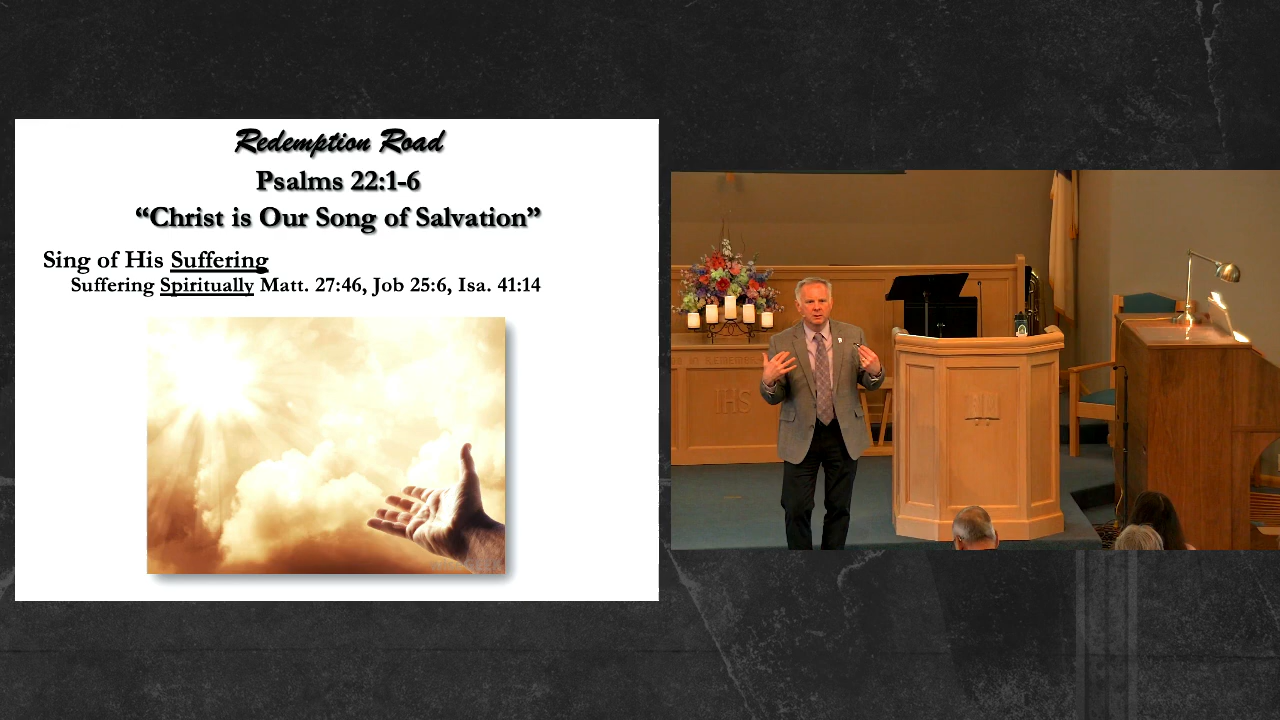 Redemption Road
Psalms 22:1-6
“Christ is Our Song of Salvation”
Sing of His Suffering
Suffering Spiritually Matt. 27:46, Job 25:6, Isa. 41:14
IHS